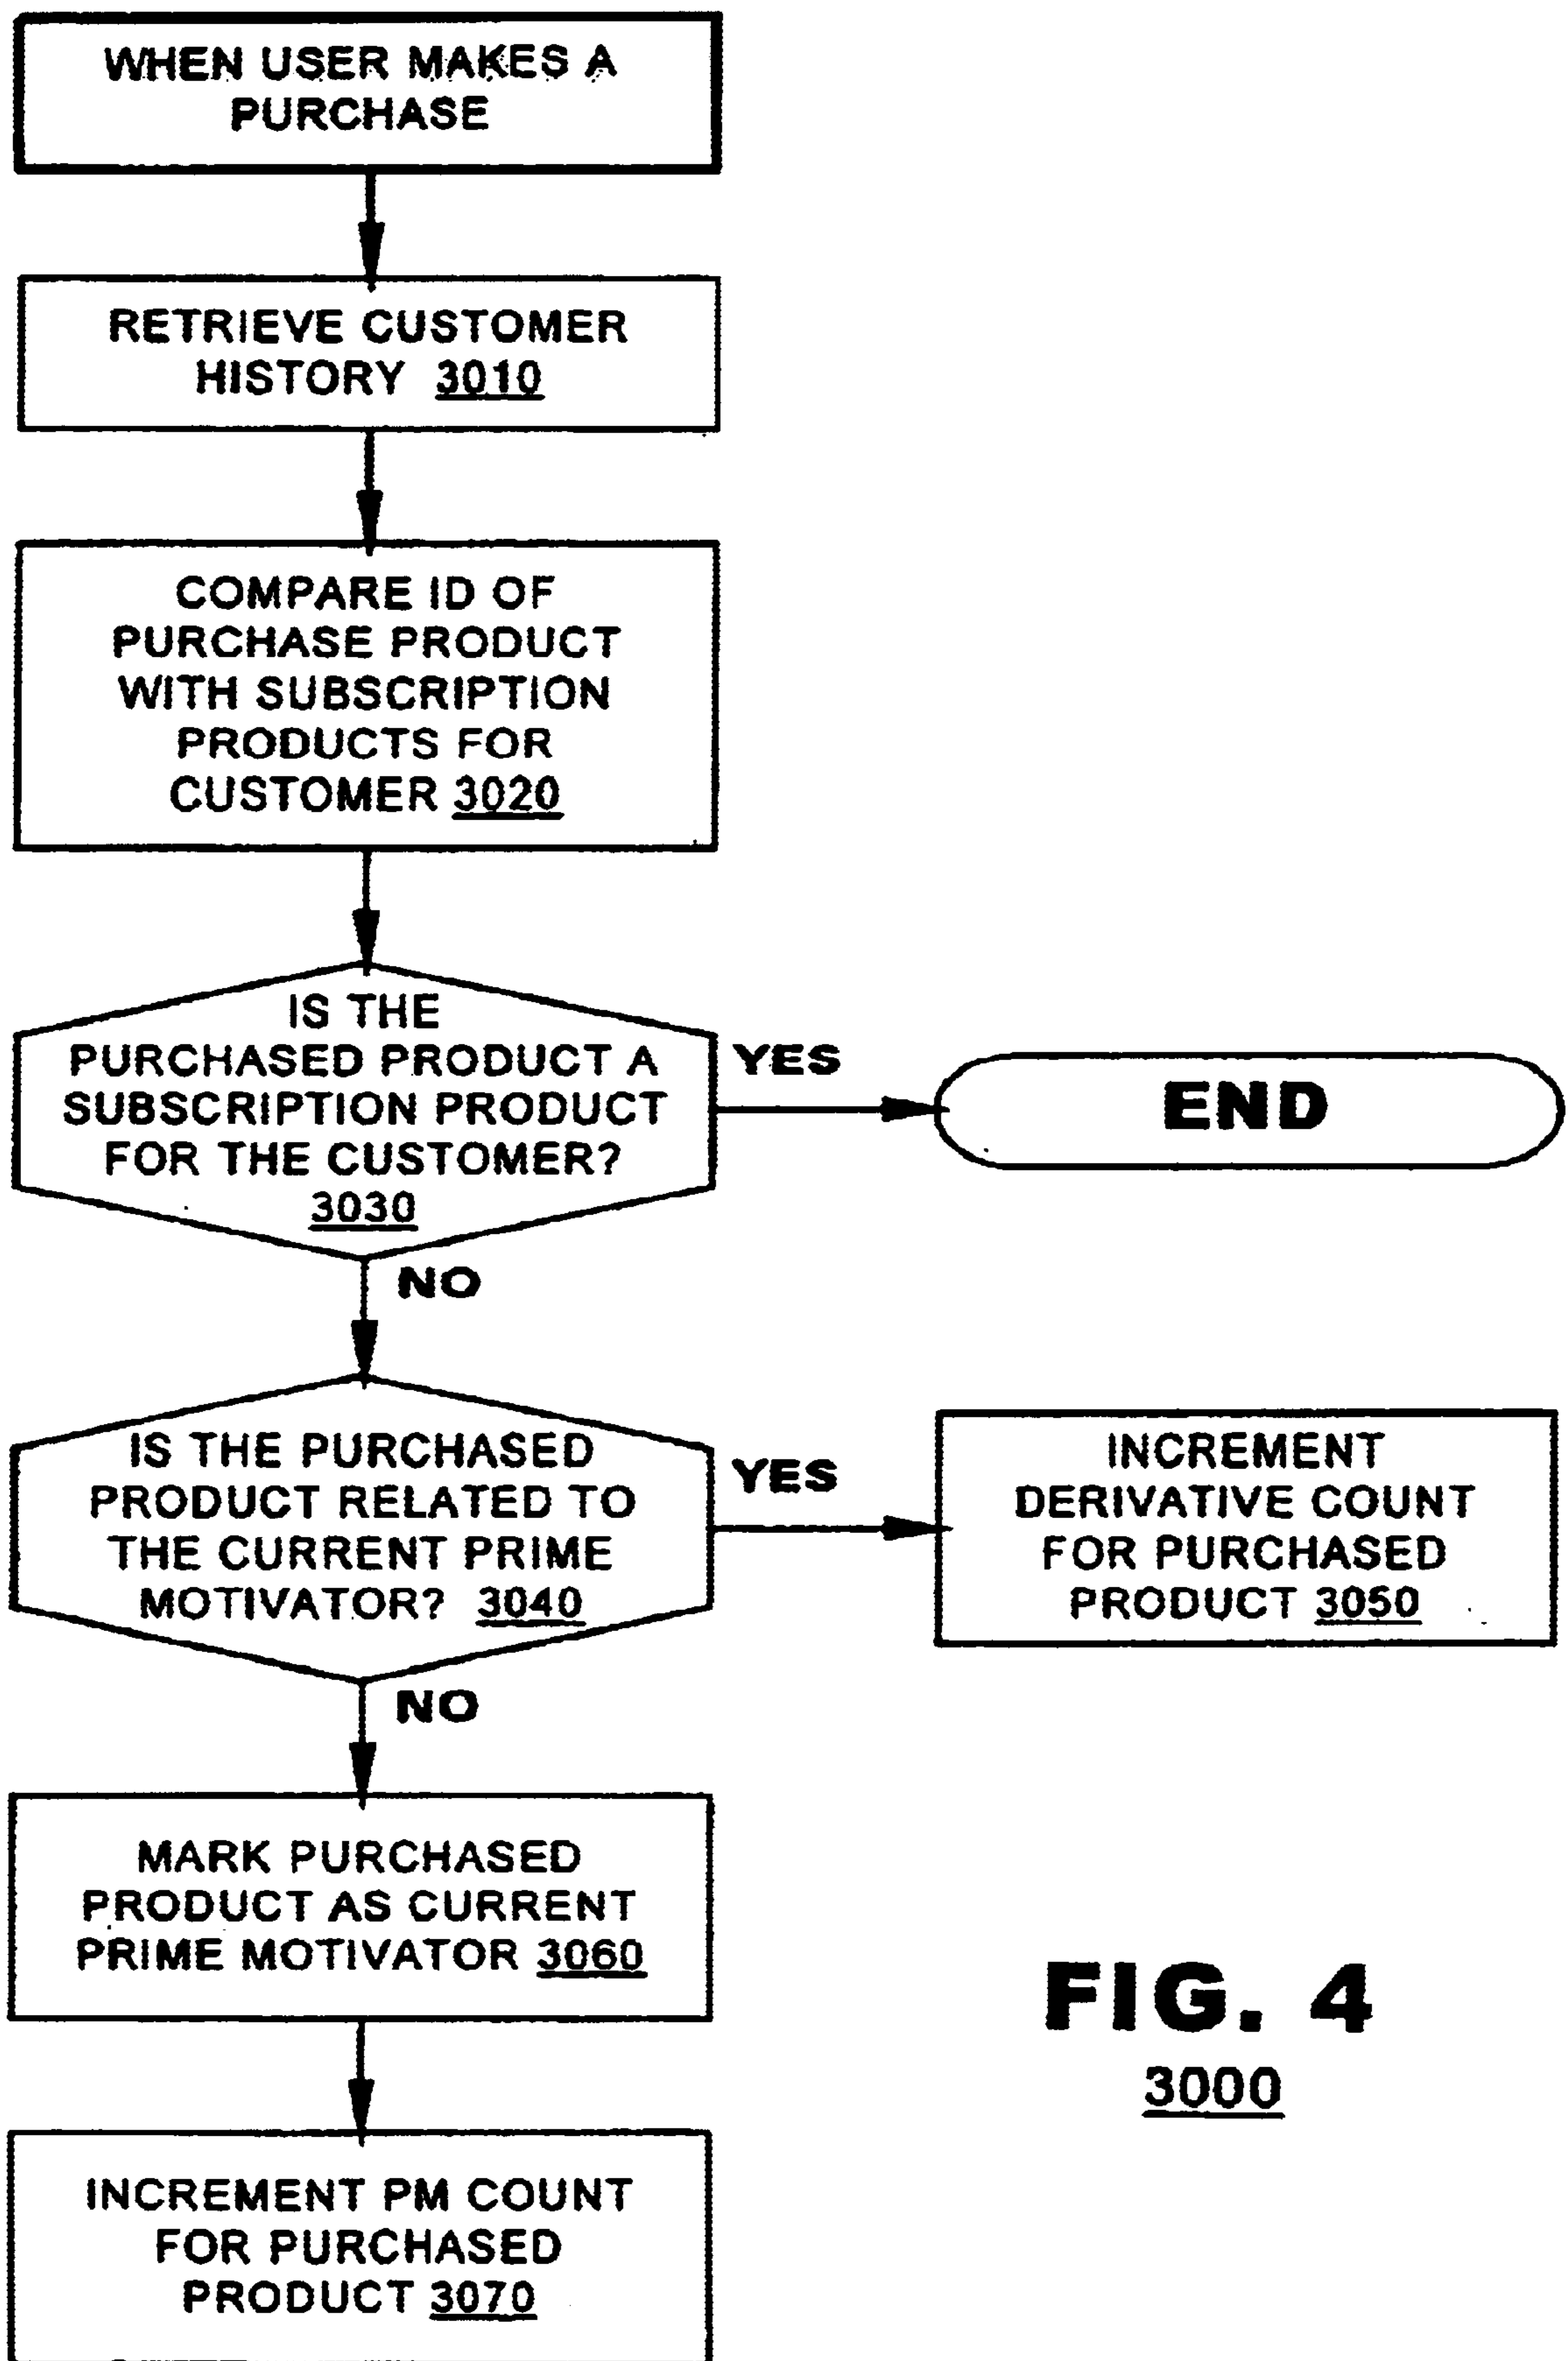 WHEN USER MAKES A
PURCHASE
RETRIEVE CUSTOMER
HISTORY 3010
COMPARE ID OF
PURCHASE PRODUCT
WITH SUBSCRIPTION
PRODUCTS FOR
CUSTOMER 3020
IS THE
PURCHASED PRODUCT A
SUBSCRIPTION PRODUCT
FOR THE CUSTOMER?
3030
YES
END
NO
IS THE PURCHASED
PRODUCT RELATED TO
THE CURRENT PRIME
MOTIVATOR? 3040
YES
INCREMENT
DERIVATIVE COUNT
FOR PURCHASED
PRODUCT 3050
NO
MARK PURCHASED
PRODUCT AS CURRENT
PRIME MOTIVATOR 3060
INCREMENT PM COUNT
FOR PURCHASED
PRODUCT 3070
FIG. 4
3000